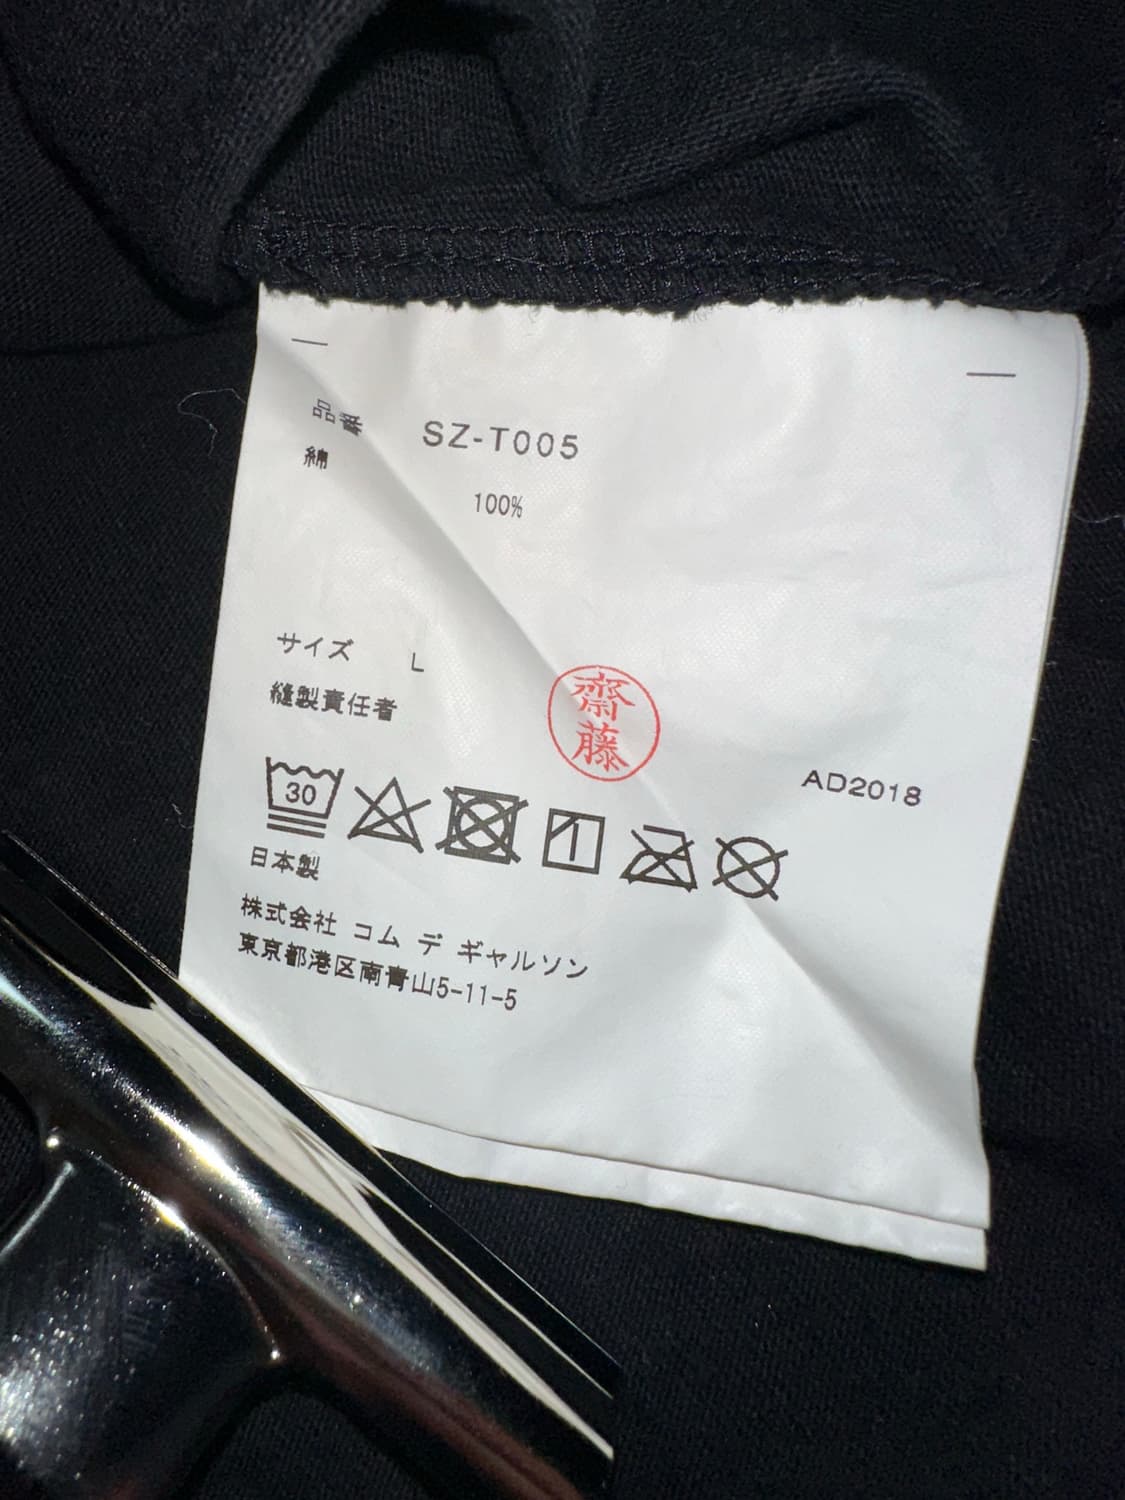 品番 SZ-T005
綿 100%
サイズ L
縫製責任者
齋藤
AD2018
30
日本製
株式会社 コム デ ギャルソン
東京都港区南青山5-11-5